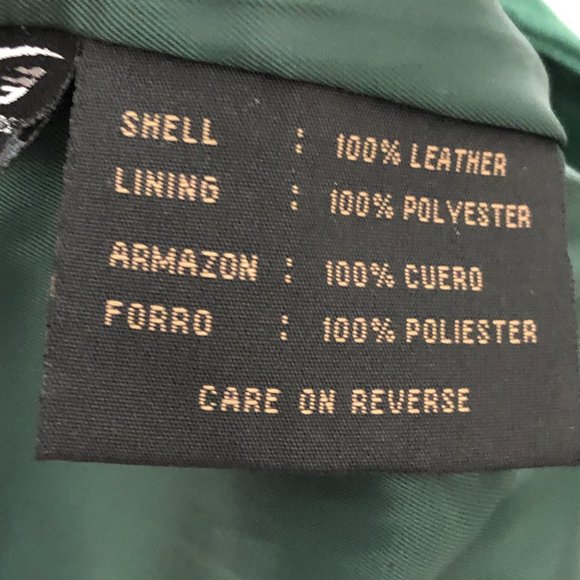 SHELL : 100% LEATHER
LINING : 100% POLYESTER
ARMAZON : 100% CUERO
FORRO : 100% POLIESTER
CARE ON REVERSE